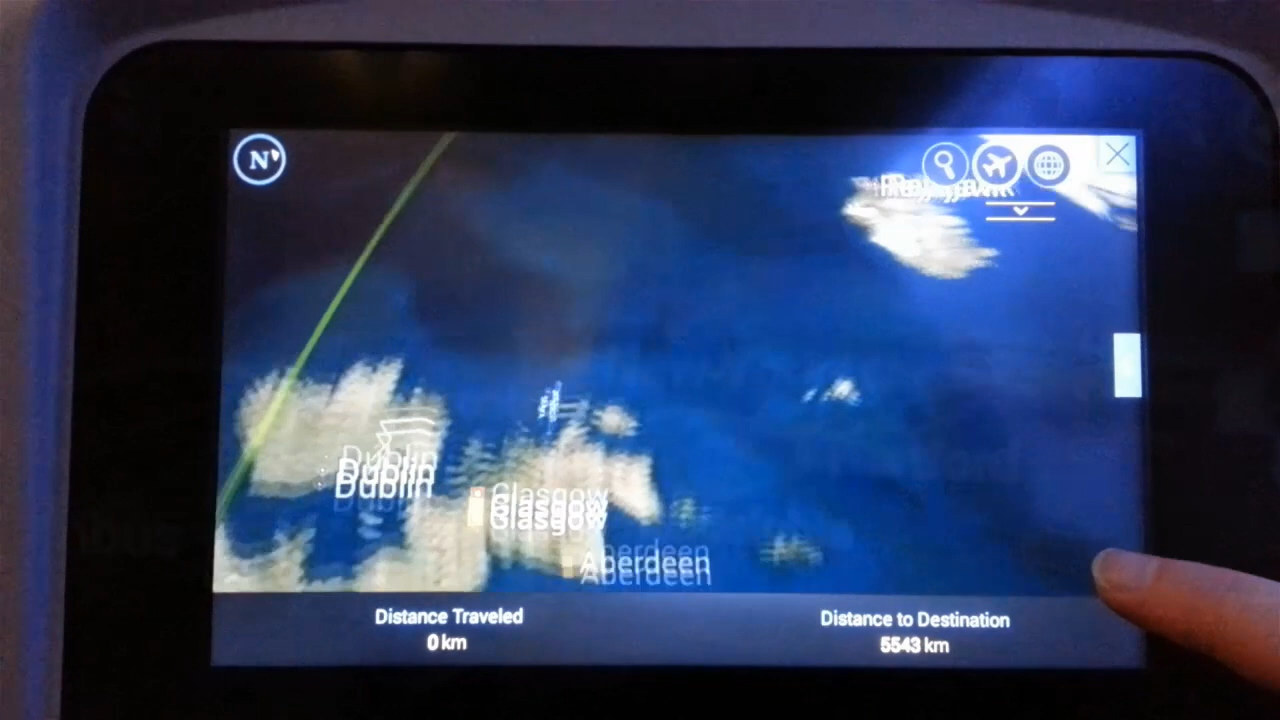 N
Dublin
Glasgow
Aberdeen
Distance Traveled
0 km
Distance to Destination
5543 km